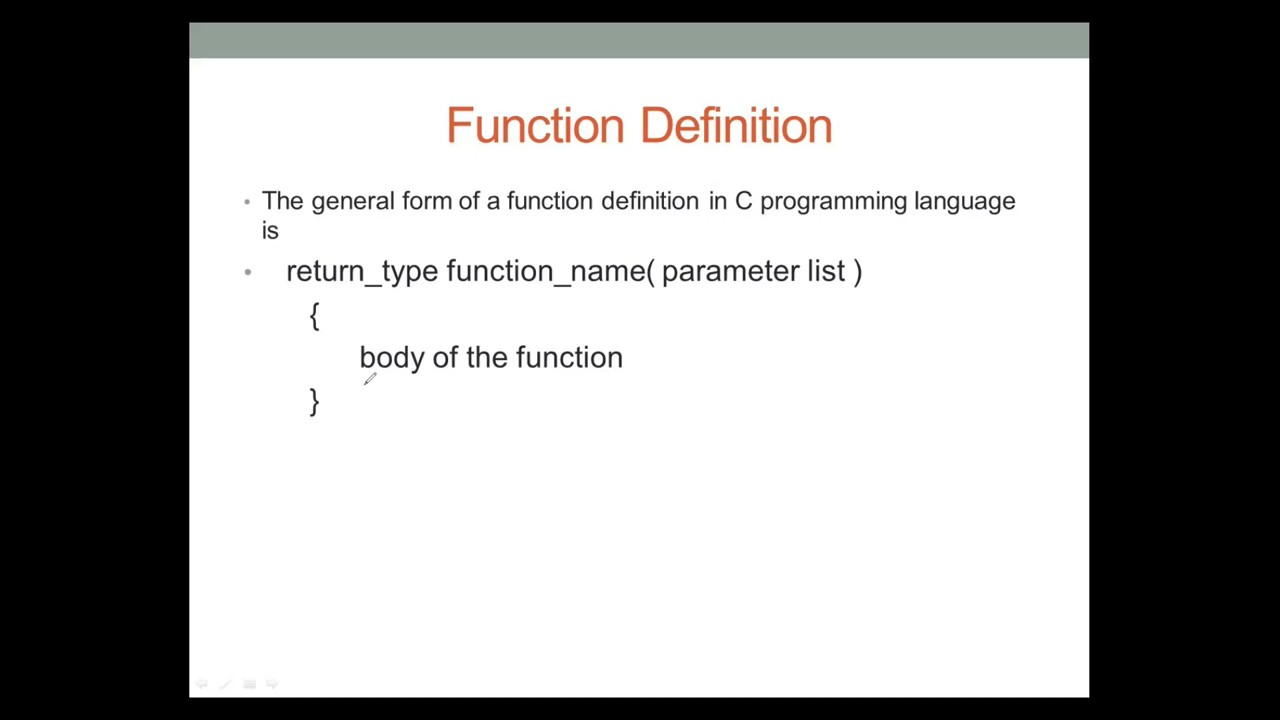 Function Definition
• The general form of a function definition in C programming language
is
• return_type function_name( parameter list )
{
body of the function
}